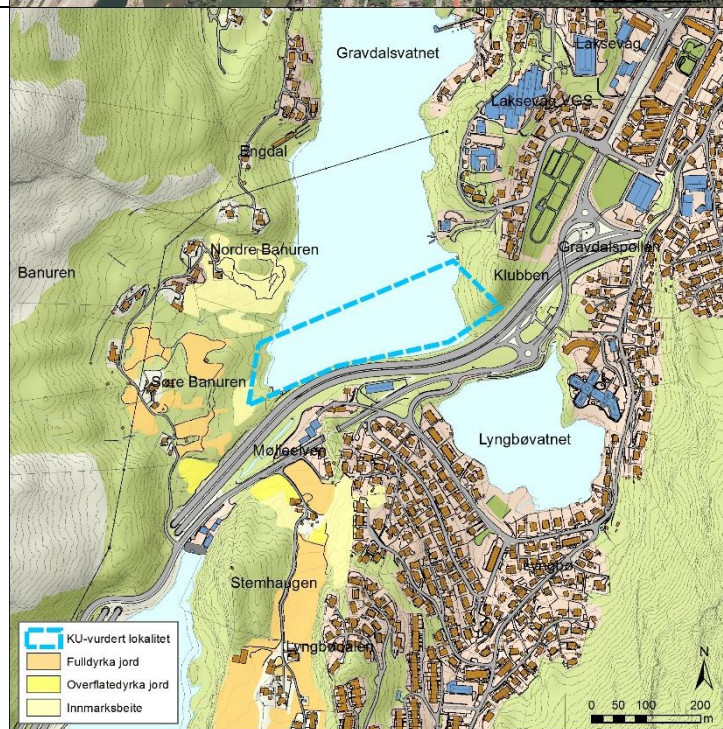 Gravdalsvatnet
Laksevåg
Laksevåg VGS
Engdal
Nordre Banuren
Gravdalspollen
Banuren
Klubben
Søre Banuren
Mølleelven
Lyngbøvatnet
Stemhaugen
Lyngbø
Lyngbødalen
KU-vurdert lokalitet
Fulldyrka jord
Overflatedyrka jord
Innmarksbeite
N
0 50 100 200
m